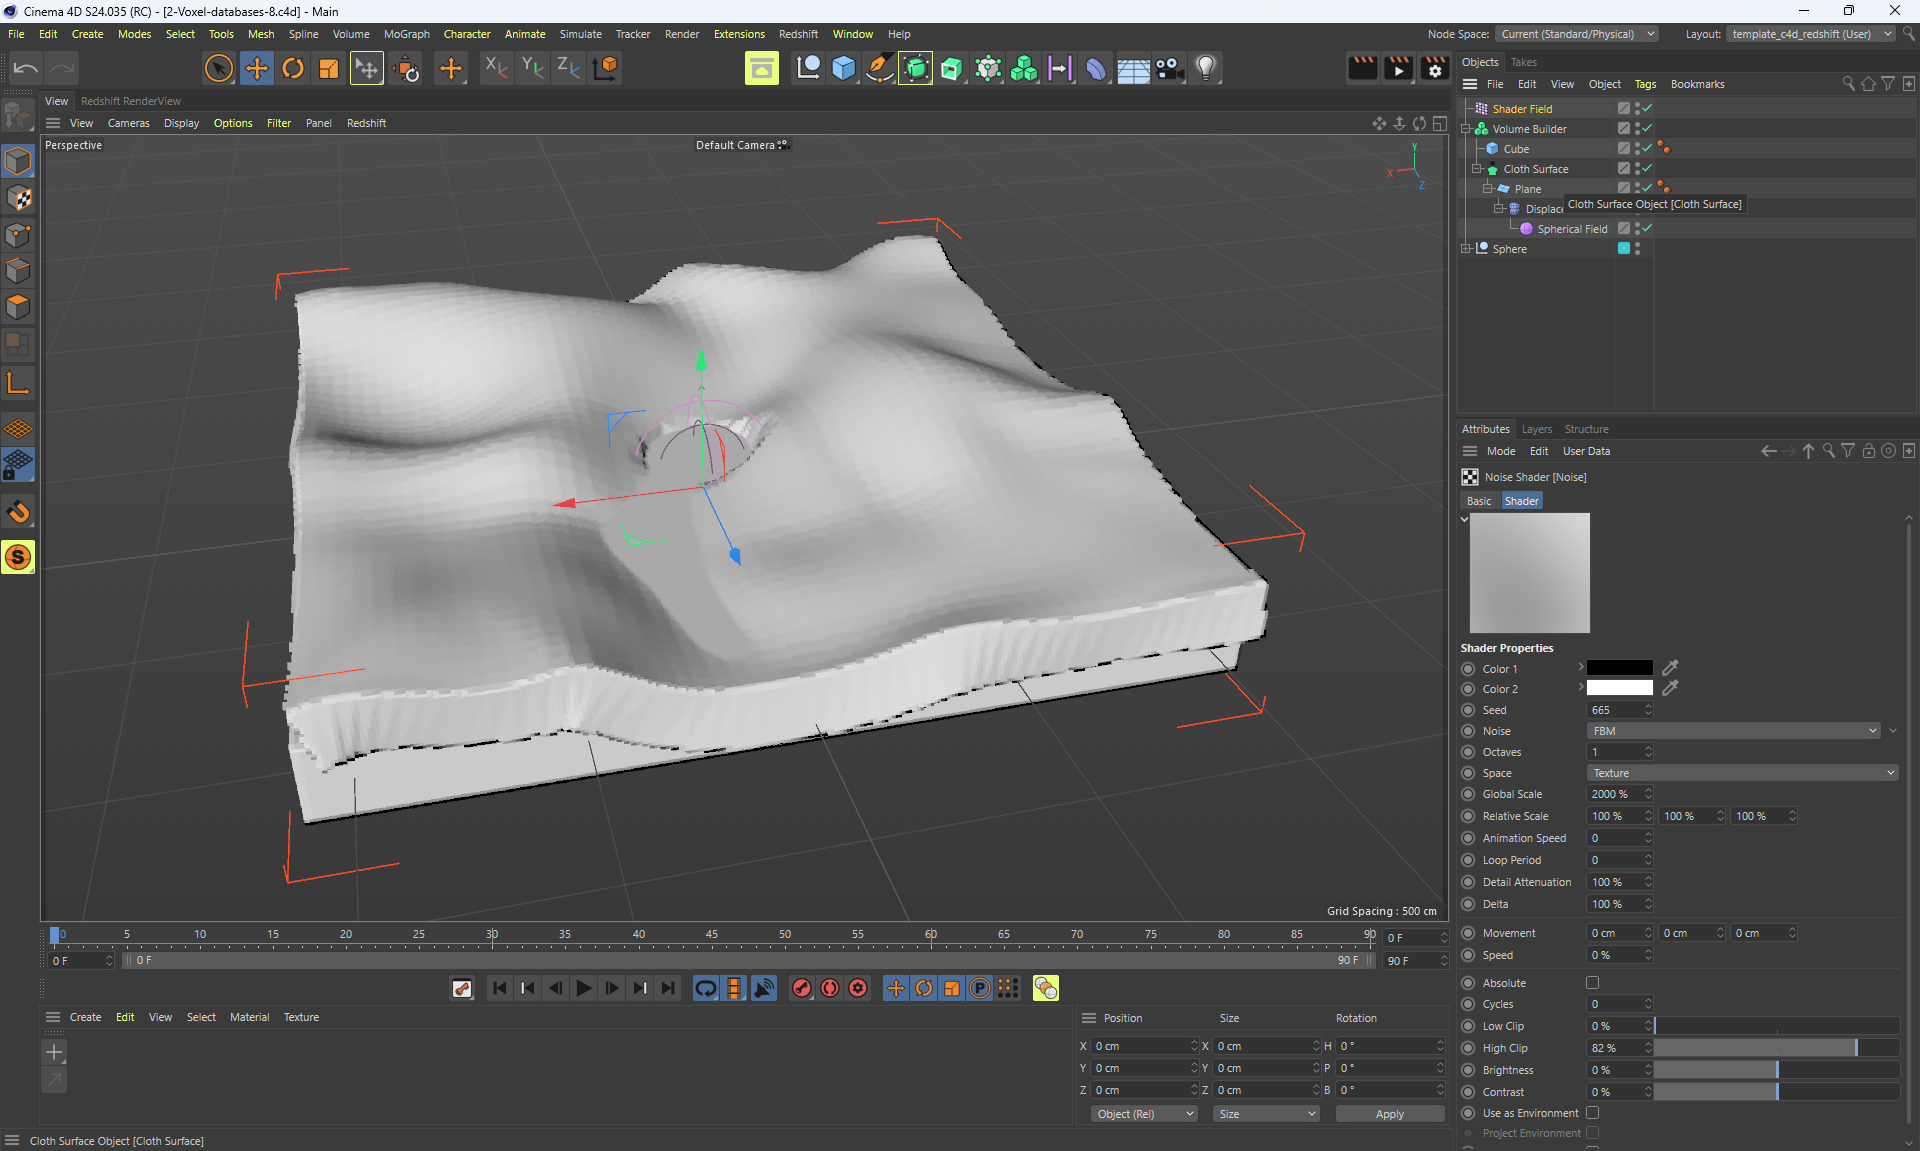 Cinema 4D S24.035 (RC) - [2-Voxel-databases-8.c4d] - Main
File Edit Create Modes Select Tools Mesh Spline Volume MoGraph Character Animate Simulate Tracker Render Extensions Redshift Window Help Node Space: Current (Standard/Physical) Layout: template_c4d_redshift (User)
X Y Z
Objects Takes
File Edit View Object Tags Bookmarks
View Redshift RenderView
View Cameras Display Options Filter Panel Redshift
Perspective
Default Camera
Y
X
Z
Shader Field
Volume Builder
Cube
Cloth Surface
Plane
Displace
Cloth Surface Object [Cloth Surface]
Spherical Field
Sphere
Attributes Layers Structure
Mode Edit User Data
Noise Shader [Noise]
Basic Shader
Shader Properties
Color 1
Color 2
Seed 665
Noise FBM
Octaves 1
Space Texture
Global Scale 2000 %
Relative Scale 100 % 100 % 100 %
Animation Speed 0
Loop Period 0
Detail Attenuation 100 %
Delta 100 %
Movement 0 cm 0 cm 0 cm
Speed 0 %
Absolute
Cycles 0
Low Clip 0 %
High Clip 82 %
Brightness 0 %
Contrast 0 %
Use as Environment
Project Environment
Grid Spacing : 500 cm
0 5 10 15 20 25 30 35 40 45 50 55 60 65 70 75 80 85 90 0 F
0 F 0 F 90 F 90 F
P
S
Create Edit View Select Material Texture
Position Size Rotation
X 0 cm X 0 cm H 0 °
Y 0 cm Y 0 cm P 0 °
Z 0 cm Z 0 cm B 0 °
Object (Rel) Size Apply
Cloth Surface Object [Cloth Surface]